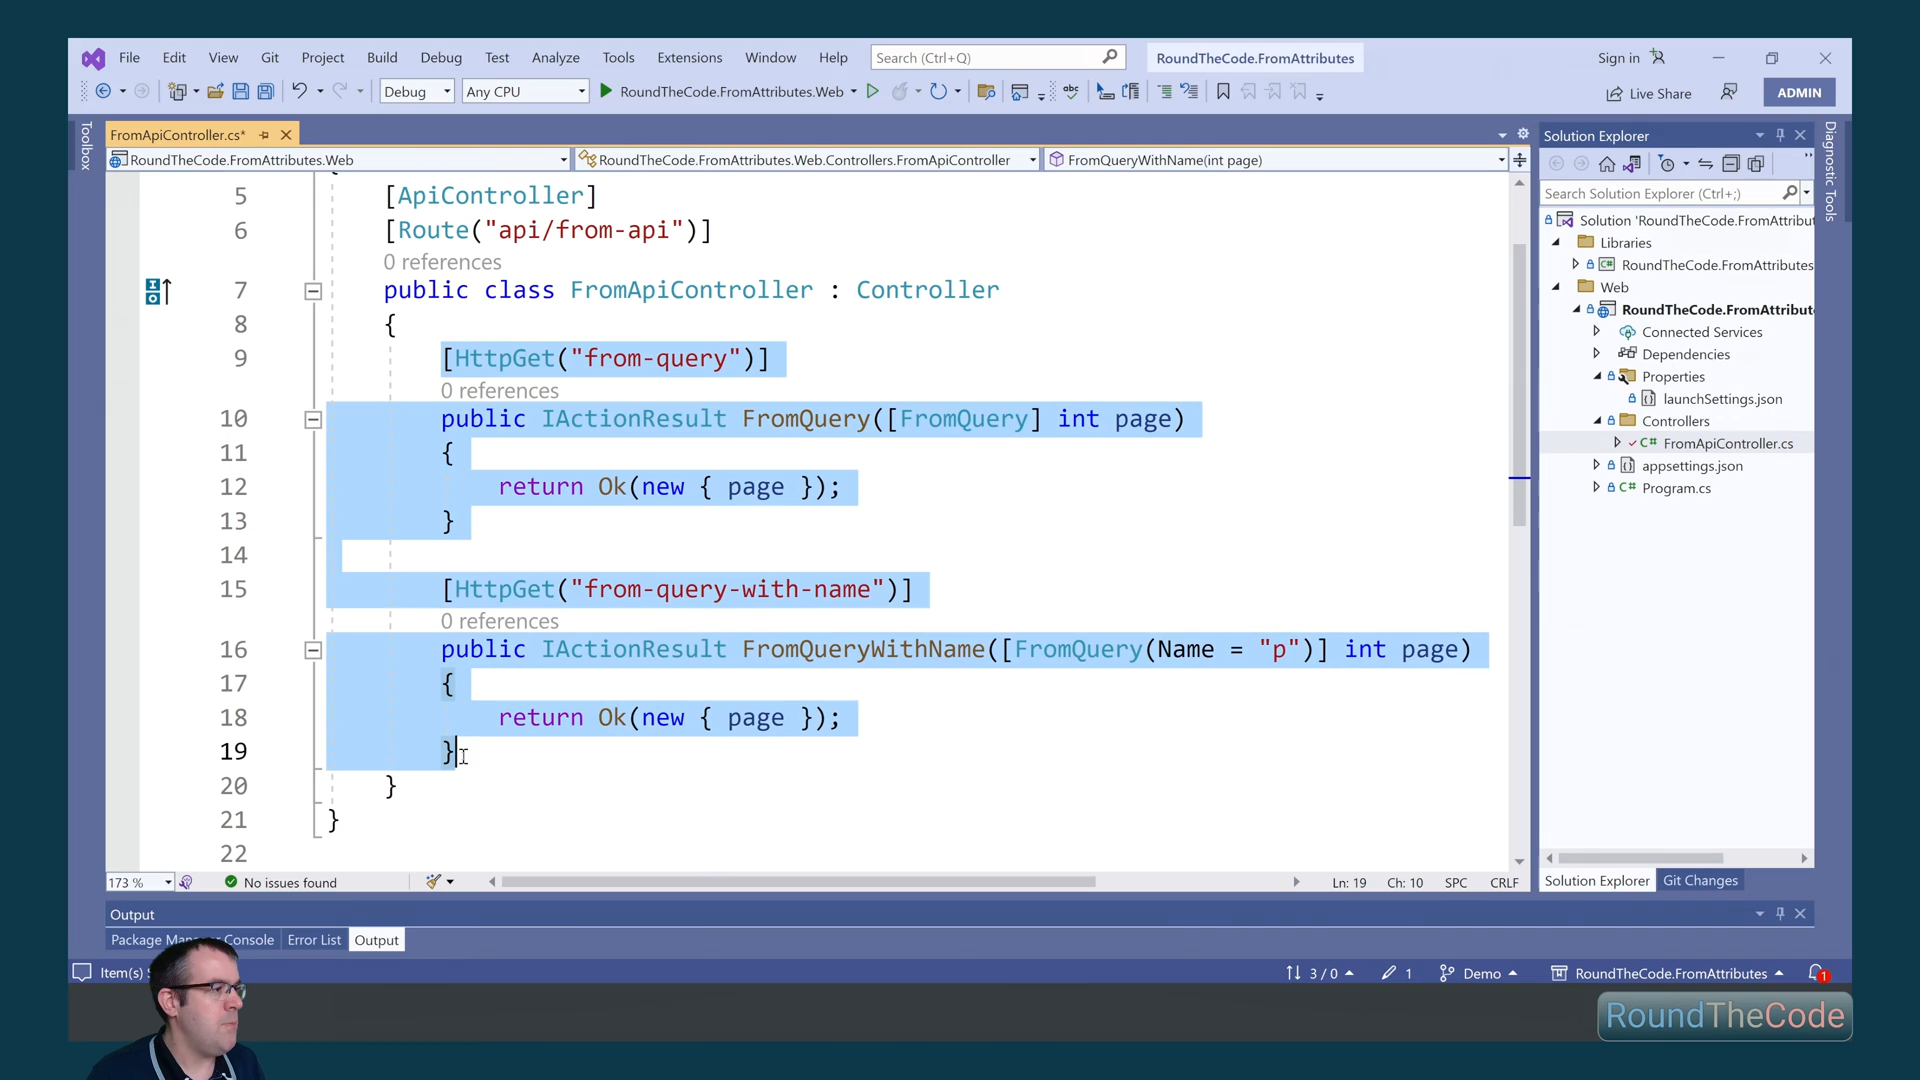 File Edit View Git Project Build Debug Test Analyze Tools Extensions Window Help Search (Ctrl+Q) RoundTheCode.FromAttributes Sign in
Debug Any CPU RoundTheCode.FromAttributes.Web Live Share ADMIN
Toolbox
FromApiController.cs*
RoundTheCode.FromAttributes.Web RoundTheCode.FromAttributes.Web.Controllers.FromApiController FromQueryWithName(int page)
{
5 [ApiController]
6 [Route("api/from-api")]
0 references
7 public class FromApiController : Controller
8 {
9 [HttpGet("from-query")]
0 references
10 public IActionResult FromQuery([FromQuery] int page)
11 {
12 return Ok(new { page });
13 }
14
15 [HttpGet("from-query-with-name")]
0 references
16 public IActionResult FromQueryWithName([FromQuery(Name = "p")] int page)
17 {
18 return Ok(new { page });
19 }
20 }
21 }
22
173 % No issues found Ln: 19 Ch: 10 SPC CRLF
Solution Explorer
Search Solution Explorer (Ctrl+;)
Solution 'RoundTheCode.FromAttribut
Libraries
RoundTheCode.FromAttributes
Web
RoundTheCode.FromAttribute
Connected Services
Dependencies
Properties
launchSettings.json
Controllers
FromApiController.cs
appsettings.json
Program.cs
Solution Explorer Git Changes
Diagnostic Tools
Output
Package Mana Console Error List Output
Item(s) 3 / 0 1 Demo RoundTheCode.FromAttributes 1
RoundTheCode